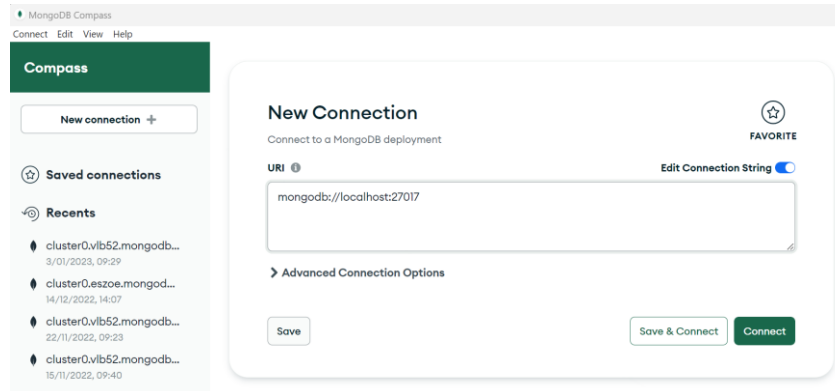 MongoDB Compass
Connect Edit View Help
Compass
New connection +
Saved connections
Recents
cluster0.vlb52.mongodb...
3/01/2023, 09:29
cluster0.eszoe.mongod...
14/12/2022, 14:07
cluster0.vlb52.mongodb...
22/11/2022, 09:23
cluster0.vlb52.mongodb...
15/11/2022, 09:40
New Connection
Connect to a MongoDB deployment
FAVORITE
URI
Edit Connection String
mongodb://localhost:27017
Advanced Connection Options
Save
Save & Connect
Connect